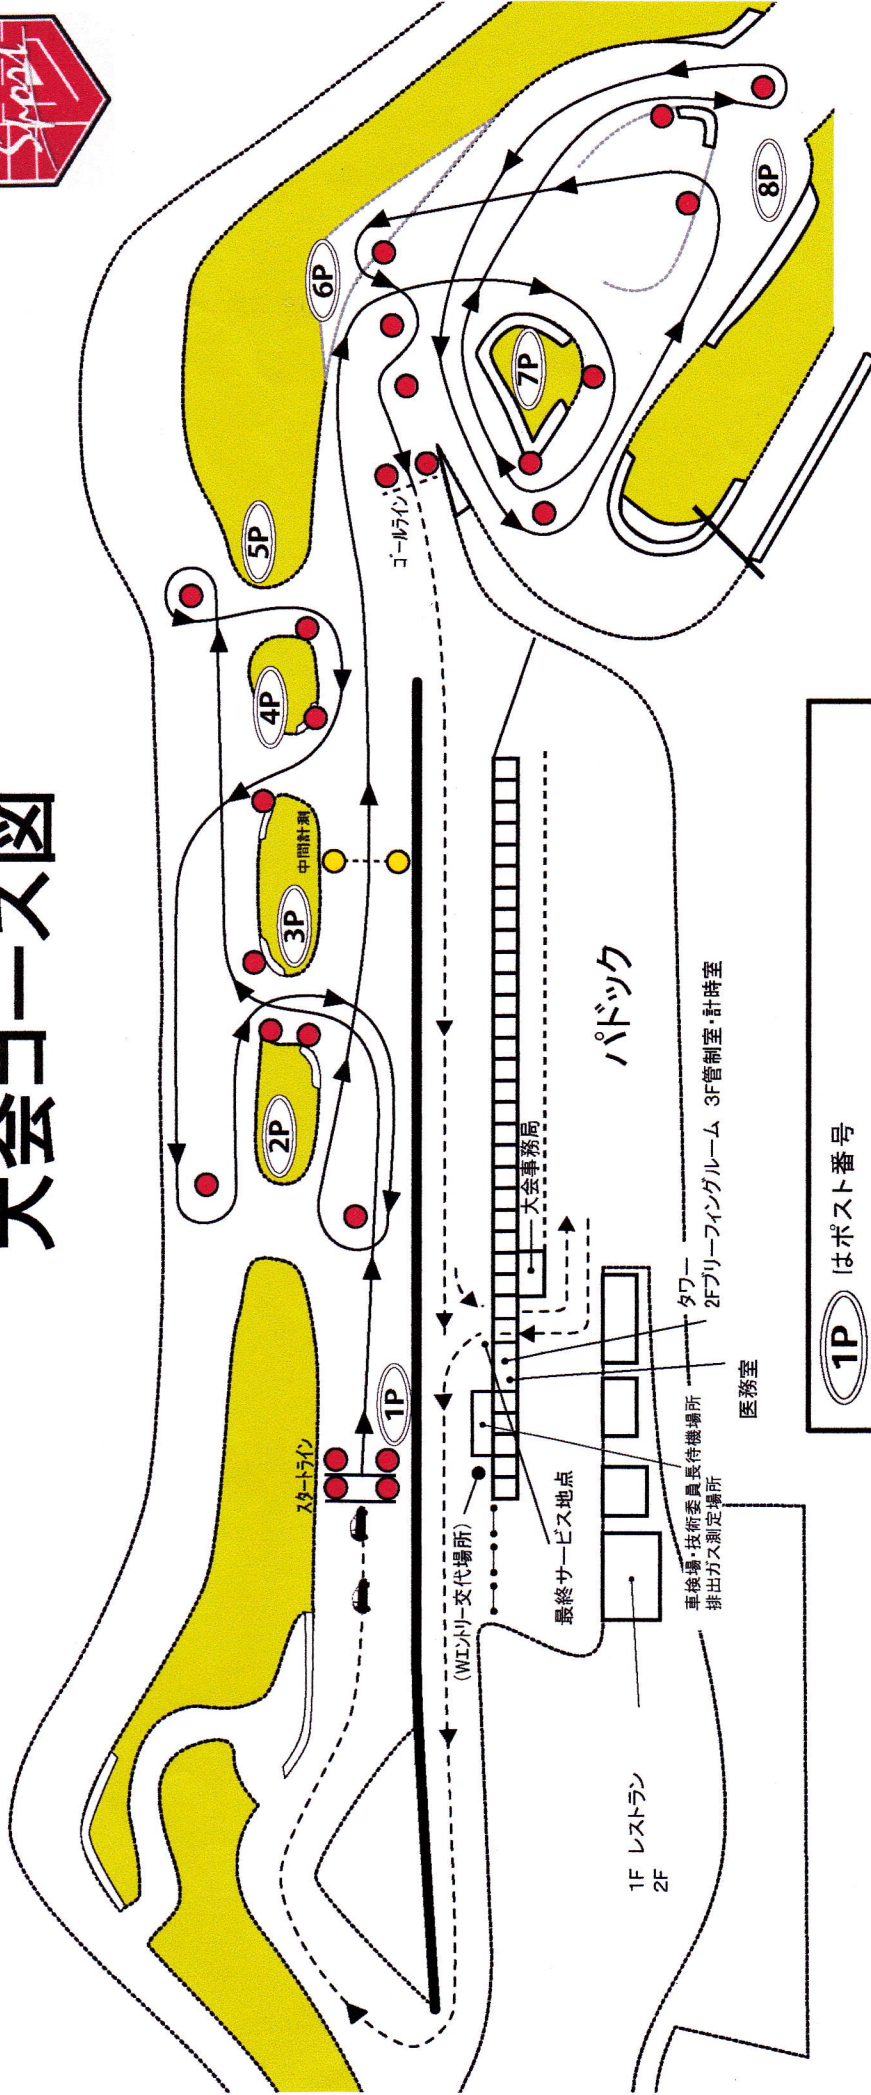 大会コース図
Sport
スタートライン
1P
2P
3P
中間計測
4P
5P
6P
7P
8P
ゴールライン
(Wエントリー交代場所)
最終サービス地点
大会事務局
パドック
タワー
2Fブリーフィングルーム 3F管制室・計時室
医務室
車検場・技術委員長待機場所
排出ガス測定場所
1F レストラン
2F
1P はポスト番号